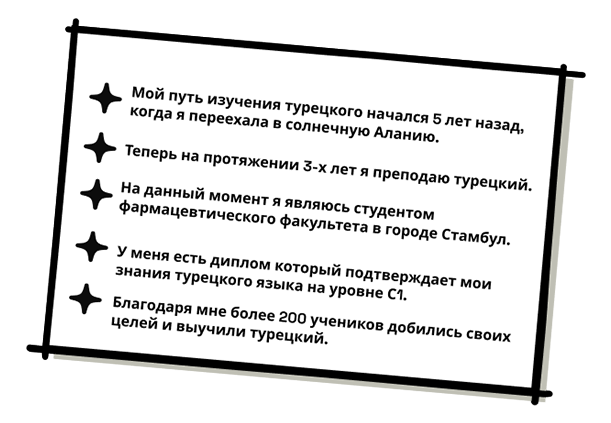 Мой путь изучения турецкого начался 5 лет назад,
когда я переехала в солнечную Аланию.
Теперь на протяжении 3-х лет я преподаю турецкий.
На данный момент я являюсь студентом
фармацевтического факультета в городе Стамбул.
У меня есть диплом который подтверждает мои
знания турецкого языка на уровне С1.
Благодаря мне более 200 учеников добились своих
целей и выучили турецкий.